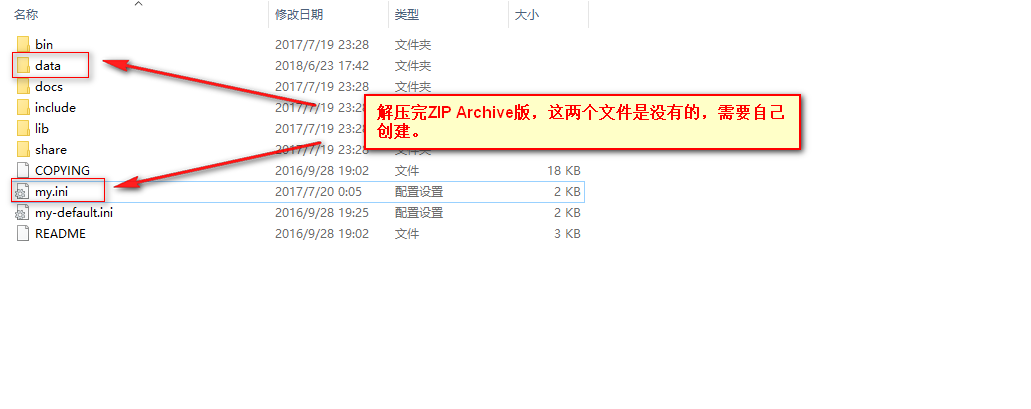 名称 修改日期 类型 大小
bin 2017/7/19 23:28 文件夹
data 2018/6/23 17:42 文件夹
docs 2017/7/19 23:28 文件夹
include 2017/7/19 23:28
解压完ZIP Archive版，这两个文件是没有的，需要自己
创建。
lib 2017/7/19 23:28
share 2017/7/19 23:28 文件夹
COPYING 2016/9/28 19:02 文件 18 KB
my.ini 2017/7/20 0:05 配置设置 2 KB
my-default.ini 2016/9/28 19:25 配置设置 2 KB
README 2016/9/28 19:02 文件 3 KB